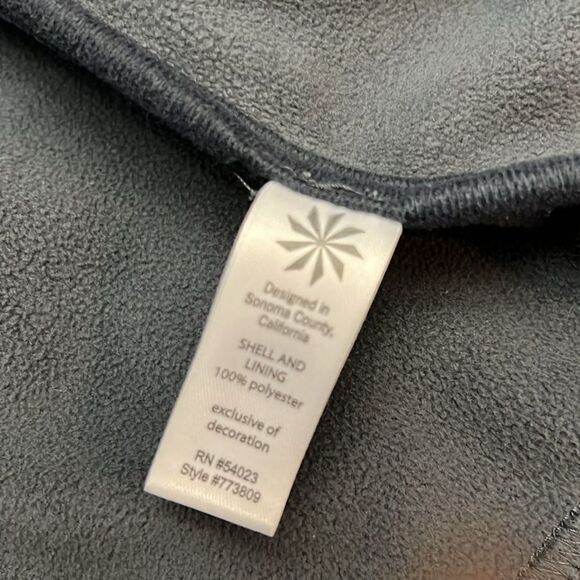 Designed in
Sonoma County,
California
SHELL AND
LINING
100% polyester
exclusive of
decoration
RN #54023
Style #773809